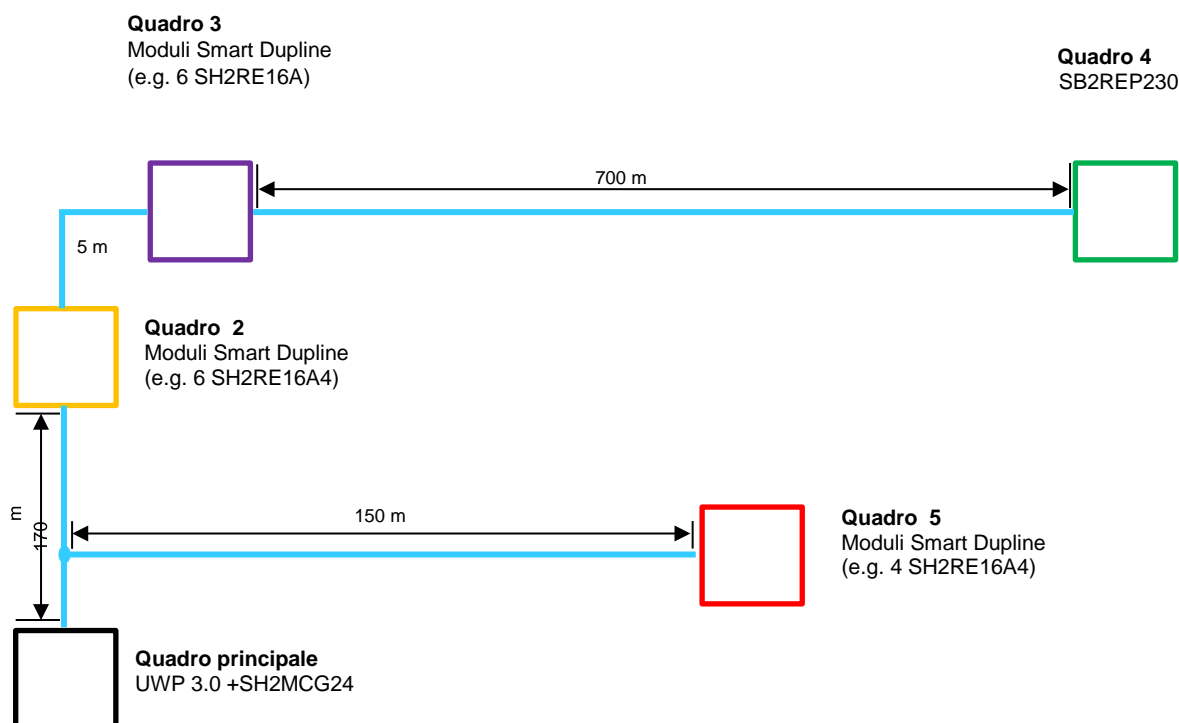 Quadro 3
Moduli Smart Dupline
(e.g. 6 SH2RE16A)
Quadro 4
SB2REP230
700 m
5 m
Quadro 2
Moduli Smart Dupline
(e.g. 6 SH2RE16A4)
170
m
150 m
Quadro 5
Moduli Smart Dupline
(e.g. 4 SH2RE16A4)
Quadro principale
UWP 3.0 +SH2MCG24